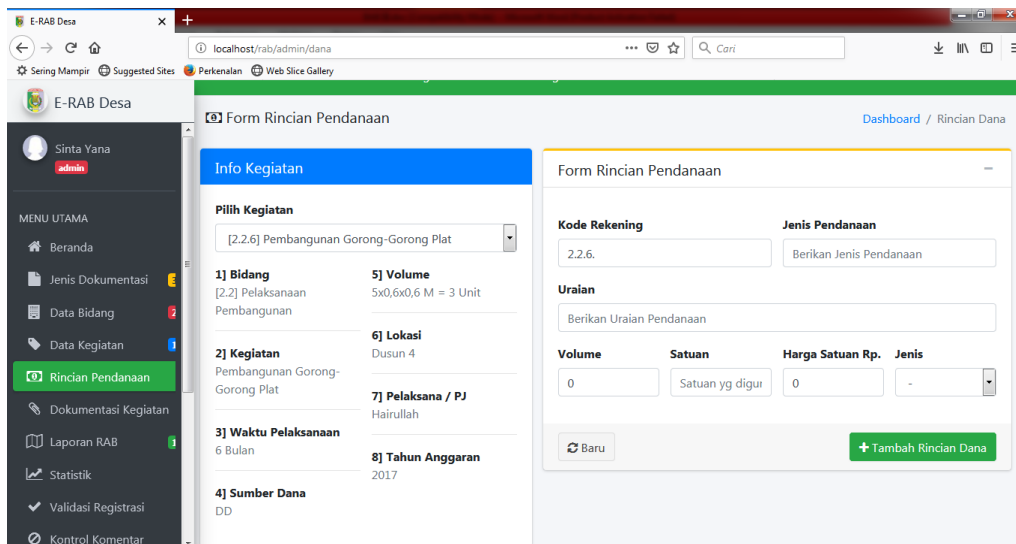 E-RAB Desa
localhost/rab/admin/dana
Cari
Sering Mampir
Suggested Sites
Perkenalan
Web Slice Gallery
E-RAB Desa
Sinta Yana
admin
MENU UTAMA
Beranda
Jenis Dokumentasi
Data Bidang
Data Kegiatan
Rincian Pendanaan
Dokumentasi Kegiatan
Laporan RAB
Statistik
Validasi Registrasi
Kontrol Komentar
Form Rincian Pendanaan
Dashboard / Rincian Dana
Info Kegiatan
Pilih Kegiatan
[2.2.6] Pembangunan Gorong-Gorong Plat
1] Bidang
[2.2] Pelaksanaan
Pembangunan
2] Kegiatan
Pembangunan Gorong-
Gorong Plat
3] Waktu Pelaksanaan
6 Bulan
4] Sumber Dana
DD
5] Volume
5x0,6x0,6 M = 3 Unit
6] Lokasi
Dusun 4
7] Pelaksana / PJ
Hairullah
8] Tahun Anggaran
2017
Form Rincian Pendanaan
Kode Rekening
Jenis Pendanaan
2.2.6.
Berikan Jenis Pendanaan
Uraian
Berikan Uraian Pendanaan
Volume
Satuan
Harga Satuan Rp.
Jenis
0
Satuan yg digur
0
-
Baru
Tambah Rincian Dana